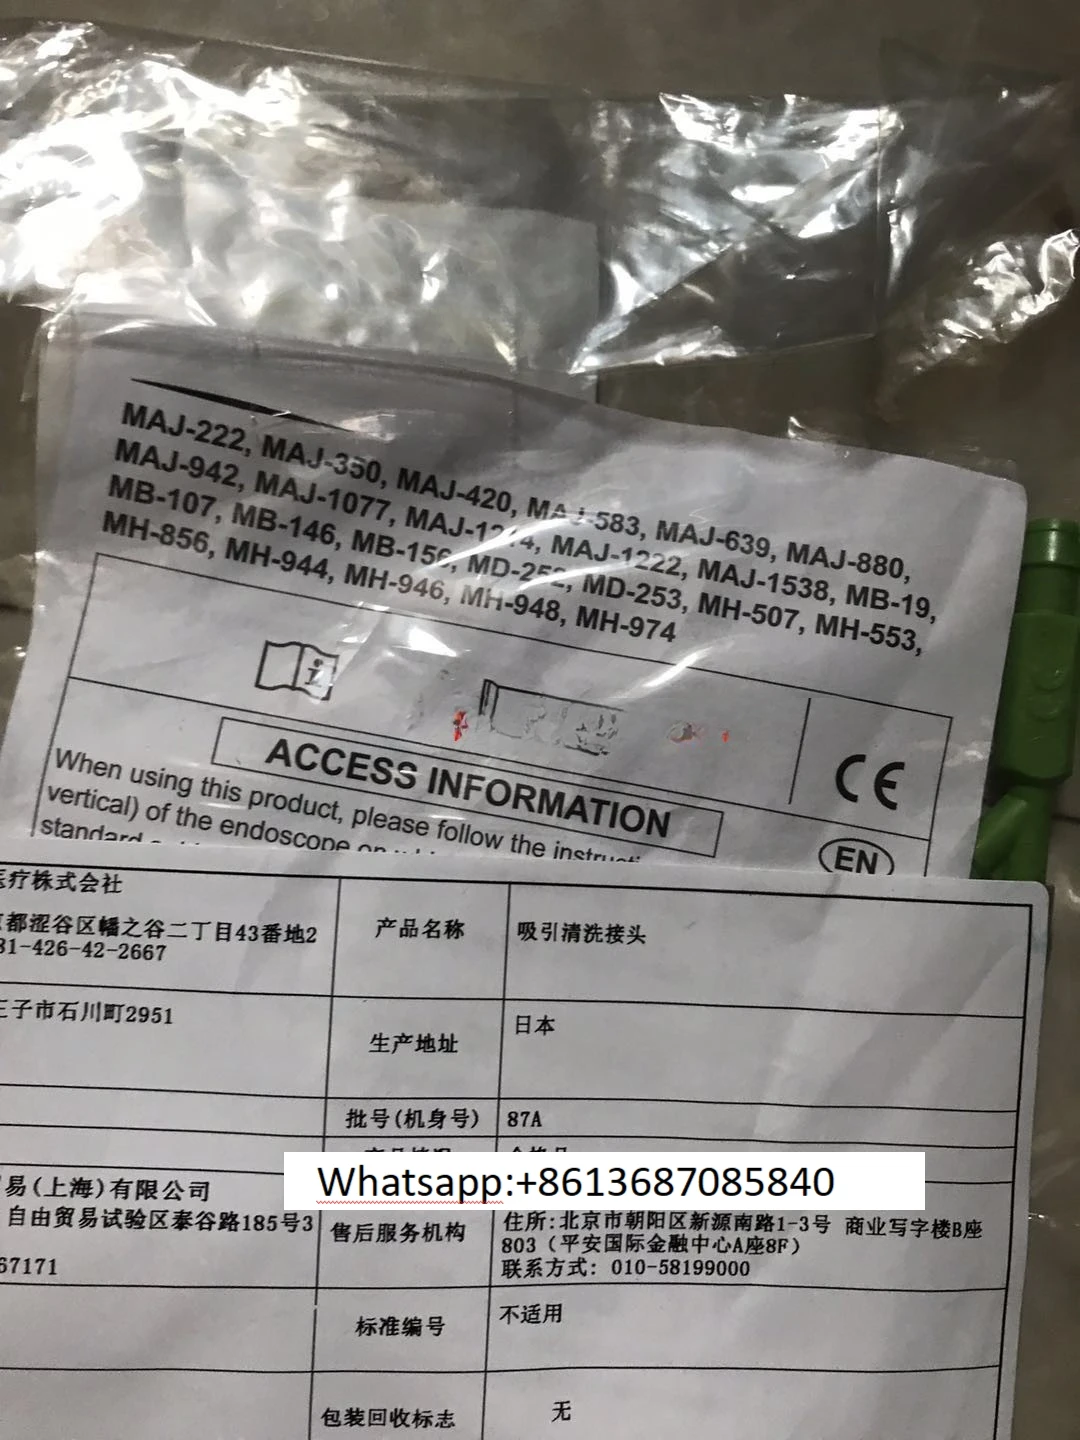 MAJ-222, MAJ-350, MAJ-420, MAJ-583, MAJ-639, MAJ-880,
MAJ-942, MAJ-1077, MAJ-1222, MAJ-1538, MB-19,
MB-107, MB-146, MD-253, MH-507, MH-553,
MH-856, MH-944, MH-946, MH-948, MH-974
i
CE
ACCESS INFORMATION
EN
When using this product, please follow the
vertical) of the endoscope
standard
医疗株式会社
都涩谷区幡之谷二丁目43番地2
81-426-42-2667
产品名称
吸引清洗接头
王子市石川町2951
生产地址
日本
批号(机身号)
87A
Whatsapp:+8613687085840
易(上海)有限公司
自由贸易试验区泰谷路185号3
67171
售后服务机构
住所:北京市朝阳区新源南路1-3号 商业写字楼B座
803 (平安国际金融中心A座8F)
联系方式: 010-58199000
标准编号
不适用
包装回收标志
无